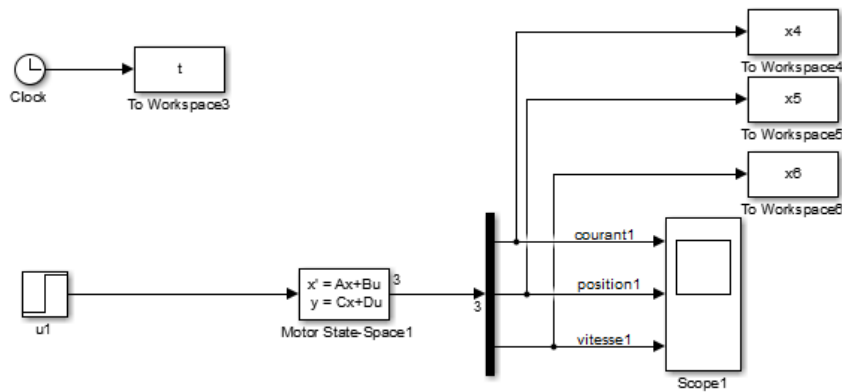 x4
To Workspace4
t
Clock
To Workspace3
x5
To Workspace5
x6
To Workspace6
courant1
x' = Ax+Bu
y = Cx+Du
3
position1
3
u1
Motor State-Space1
vitesse1
Scope1